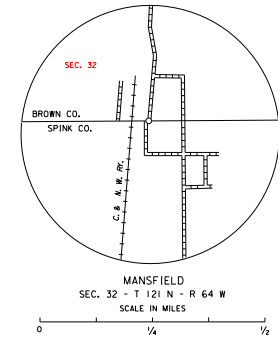 SEC. 32
BROWN CO.
SPINK CO.
C. & N. W. RY.
MANSFIELD
SEC. 32 - T 121 N - R 64 W
SCALE IN MILES
0 1/4 1/2